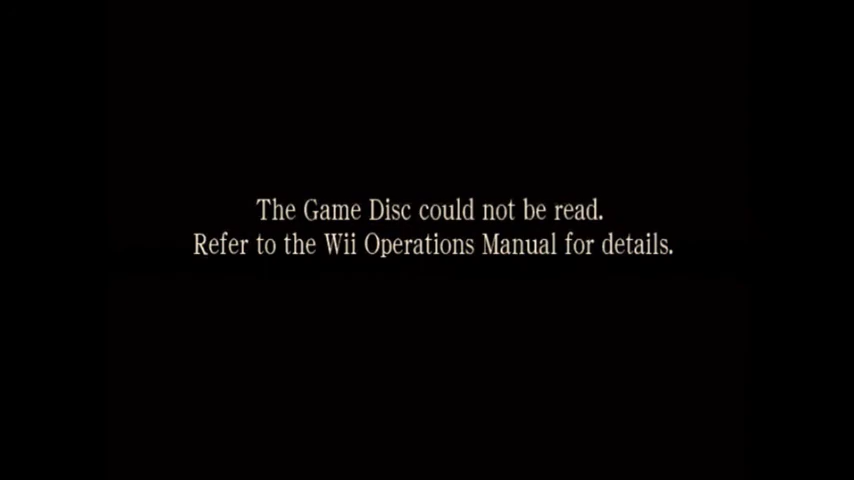 The Game Disc could not be read.
Refer to the Wii Operations Manual for details.